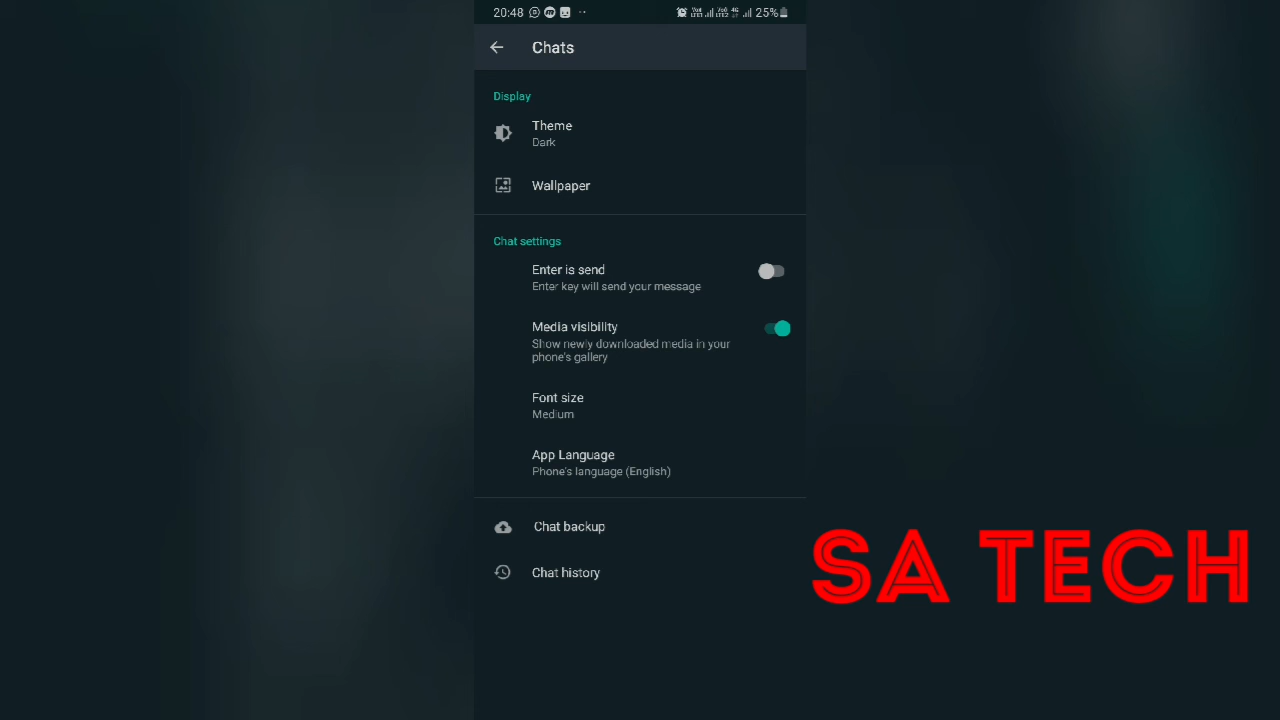 20:48
25%
Chats
Display
Theme
Dark
Wallpaper
Chat settings
Enter is send
Enter key will send your message
Media visibility
Show newly downloaded media in your
phone's gallery
Font size
Medium
App Language
Phone's language (English)
Chat backup
Chat history
SA TECH